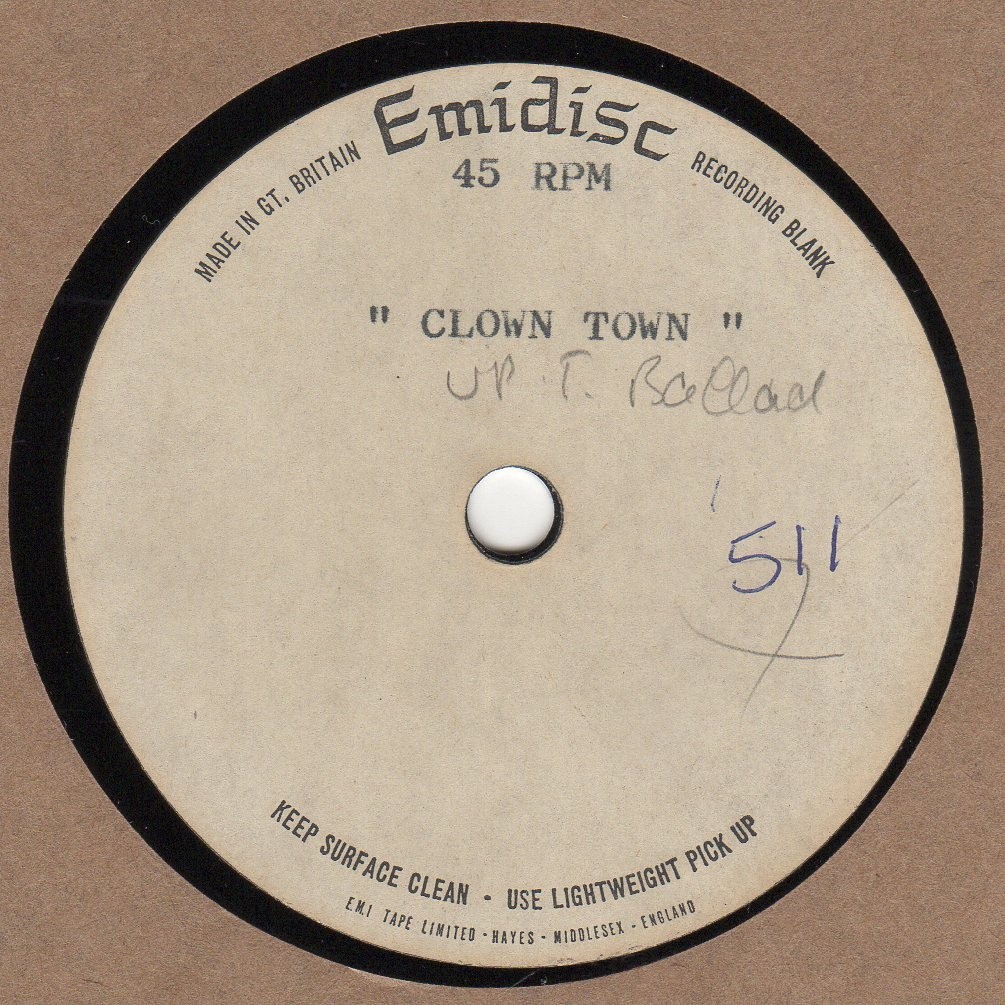 Emidisc
MADE IN GT. BRITAIN
RECORDING BLANK
45 RPM
" CLOWN TOWN "
UP. T. Ballad
'511
KEEP SURFACE CLEAN · USE LIGHTWEIGHT PICK UP
E.M.I TAPE LIMITED - HAYES - MIDDLESEX - ENGLAND